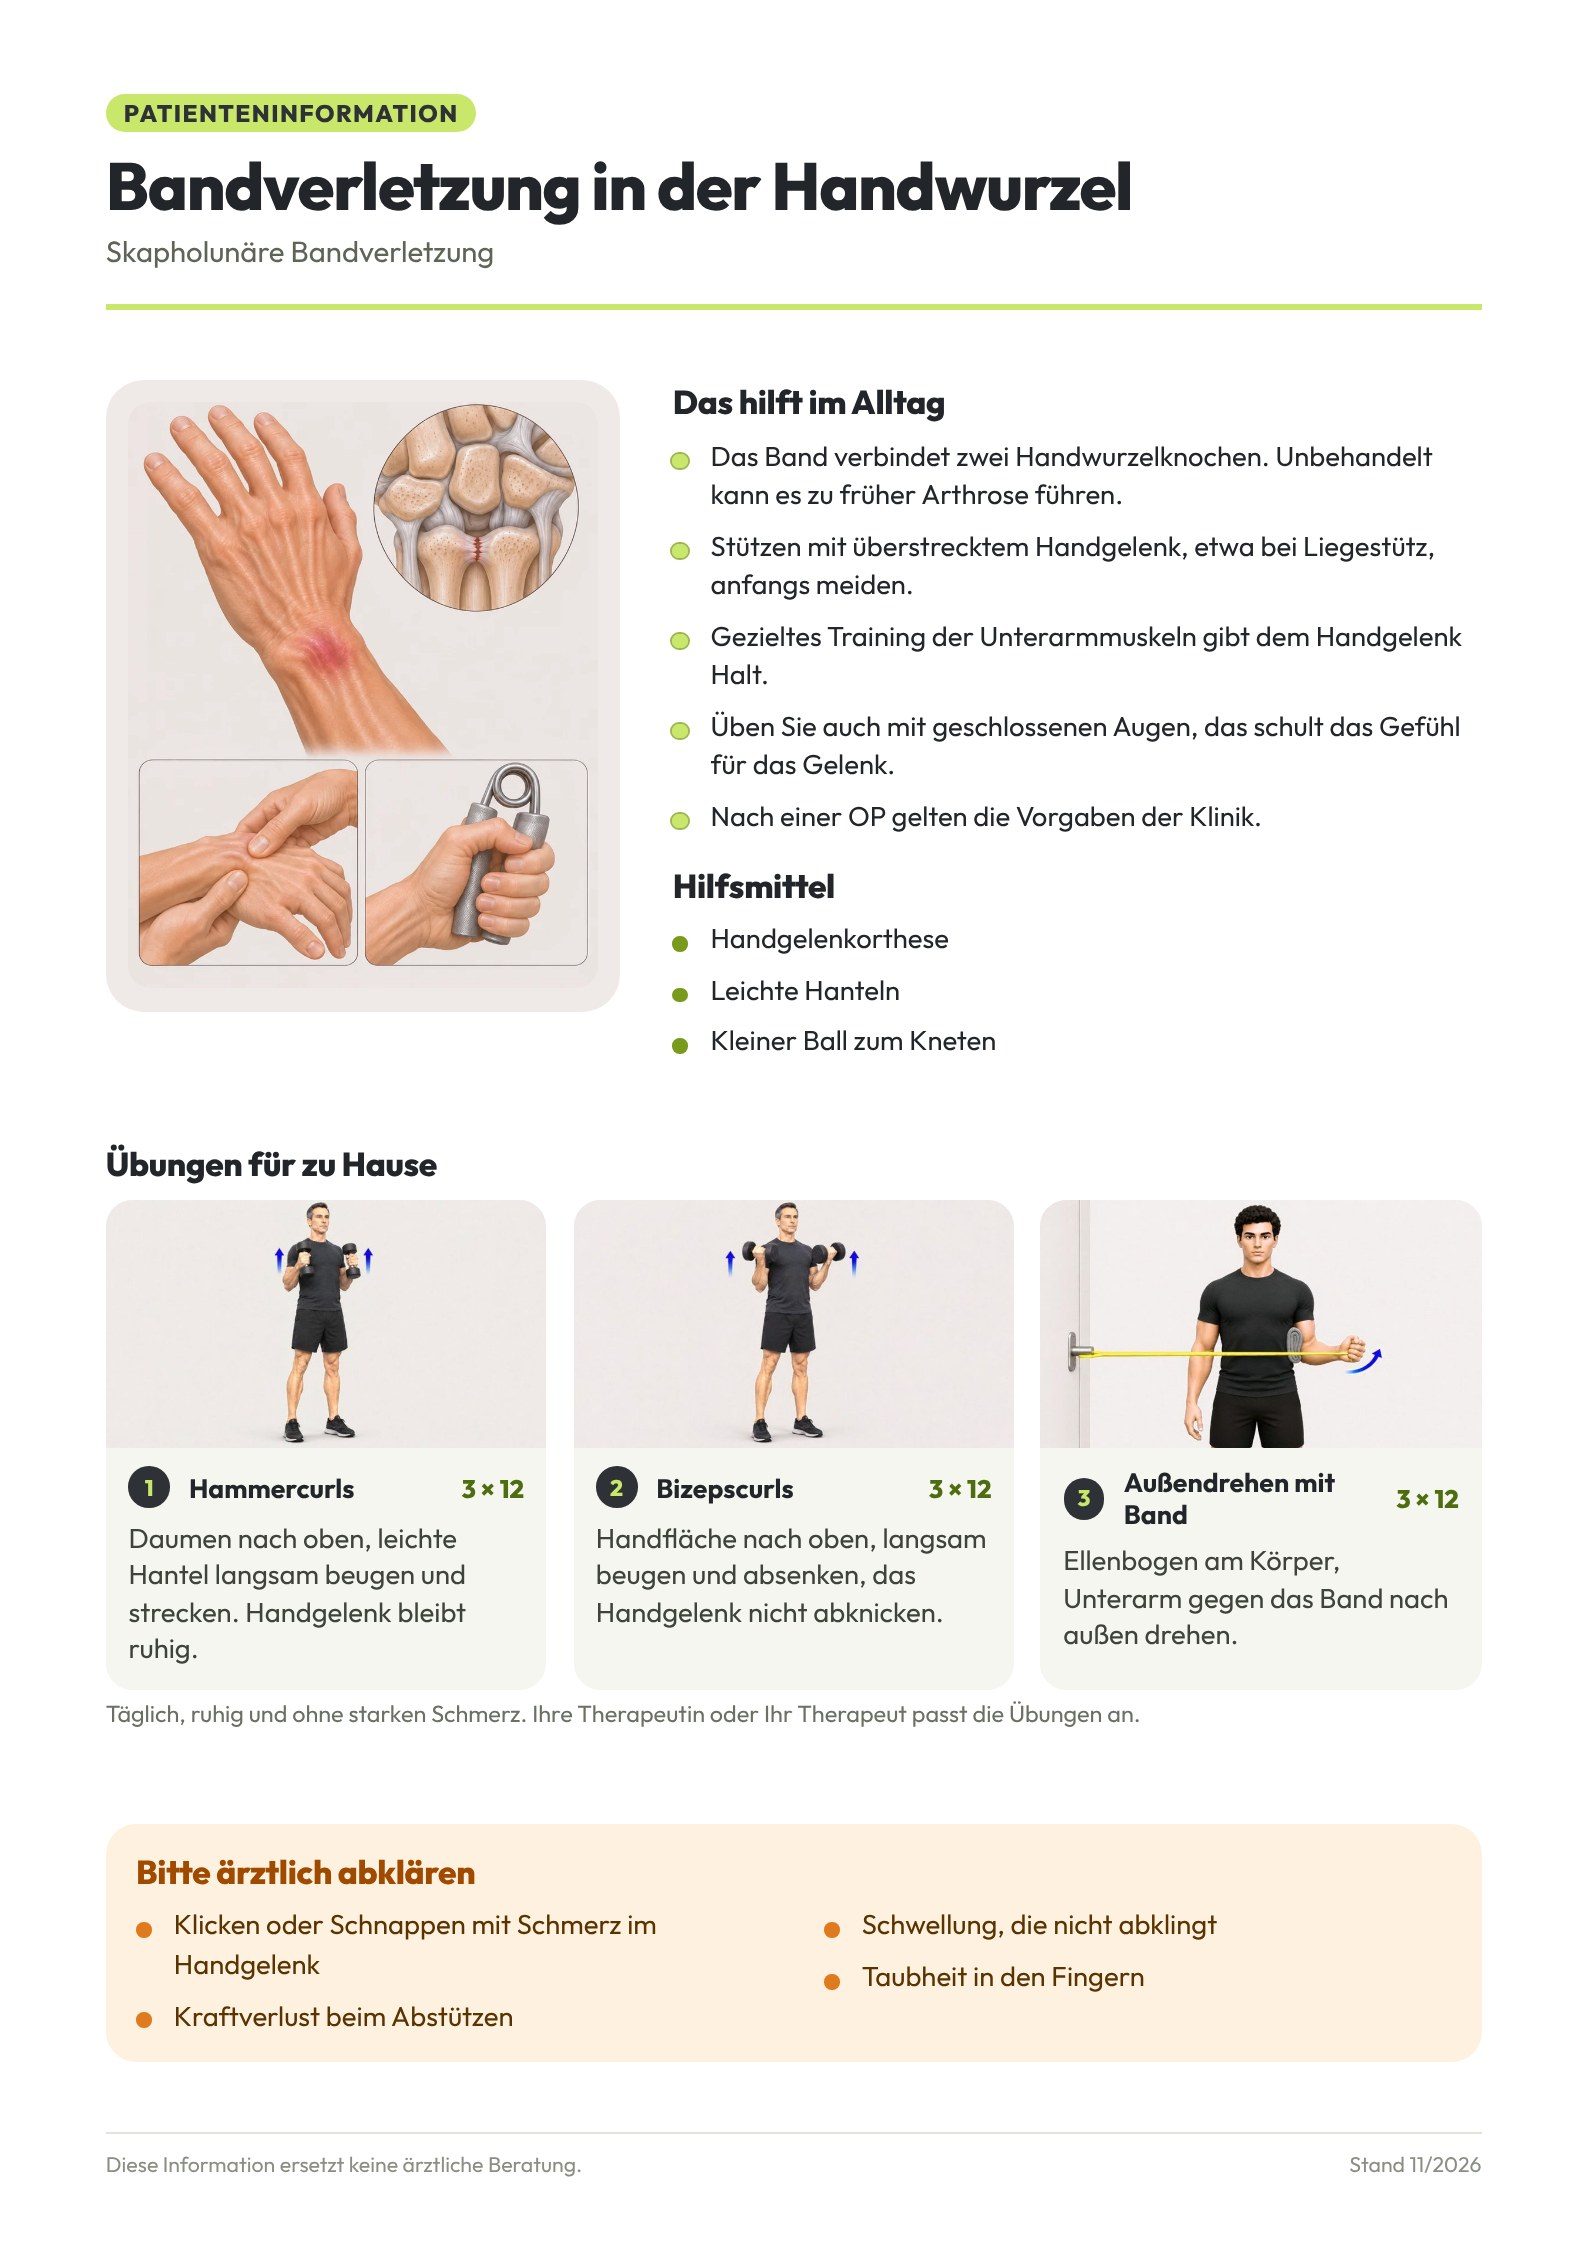 PATIENTENINFORMATION
Bandverletzung in der Handwurzel
Skapholunäre Bandverletzung
Das hilft im Alltag
Das Band verbindet zwei Handwurzelknochen. Unbehandelt
kann es zu früher Arthrose führen.
Stützen mit überstrecktem Handgelenk, etwa bei Liegestütz,
anfangs meiden.
Gezieltes Training der Unterarmmuskeln gibt dem Handgelenk
Halt.
Üben Sie auch mit geschlossenen Augen, das schult das Gefühl
für das Gelenk.
Nach einer OP gelten die Vorgaben der Klinik.
Hilfsmittel
Handgelenkorthese
Leichte Hanteln
Kleiner Ball zum Kneten
Übungen für zu Hause
1 Hammercurls 3 × 12
Daumen nach oben, leichte
Hantel langsam beugen und
strecken. Handgelenk bleibt
ruhig.
2 Bizepscurls 3 × 12
Handfläche nach oben, langsam
beugen und absenken, das
Handgelenk nicht abknicken.
3 Außendrehen mit
Band 3 × 12
Ellenbogen am Körper,
Unterarm gegen das Band nach
außen drehen.
Täglich, ruhig und ohne starken Schmerz. Ihre Therapeutin oder Ihr Therapeut passt die Übungen an.
Bitte ärztlich abklären
Klicken oder Schnappen mit Schmerz im
Handgelenk
Kraftverlust beim Abstützen
Schwellung, die nicht abklingt
Taubheit in den Fingern
Diese Information ersetzt keine ärztliche Beratung.
Stand 11/2026